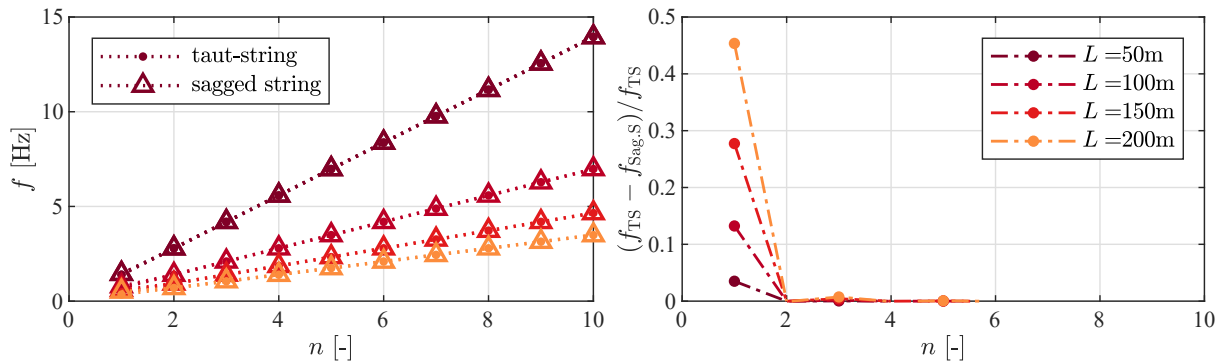 15
10
5
0
f [Hz]
taut-string
sagged string
0 2 4 6 8 10
n [-]
0.5
0.4
0.3
0.2
0.1
0
(f_TS − f_Sag.S)/f_TS
L =50m
L =100m
L =150m
L =200m
0 2 4 6 8 10
n [-]